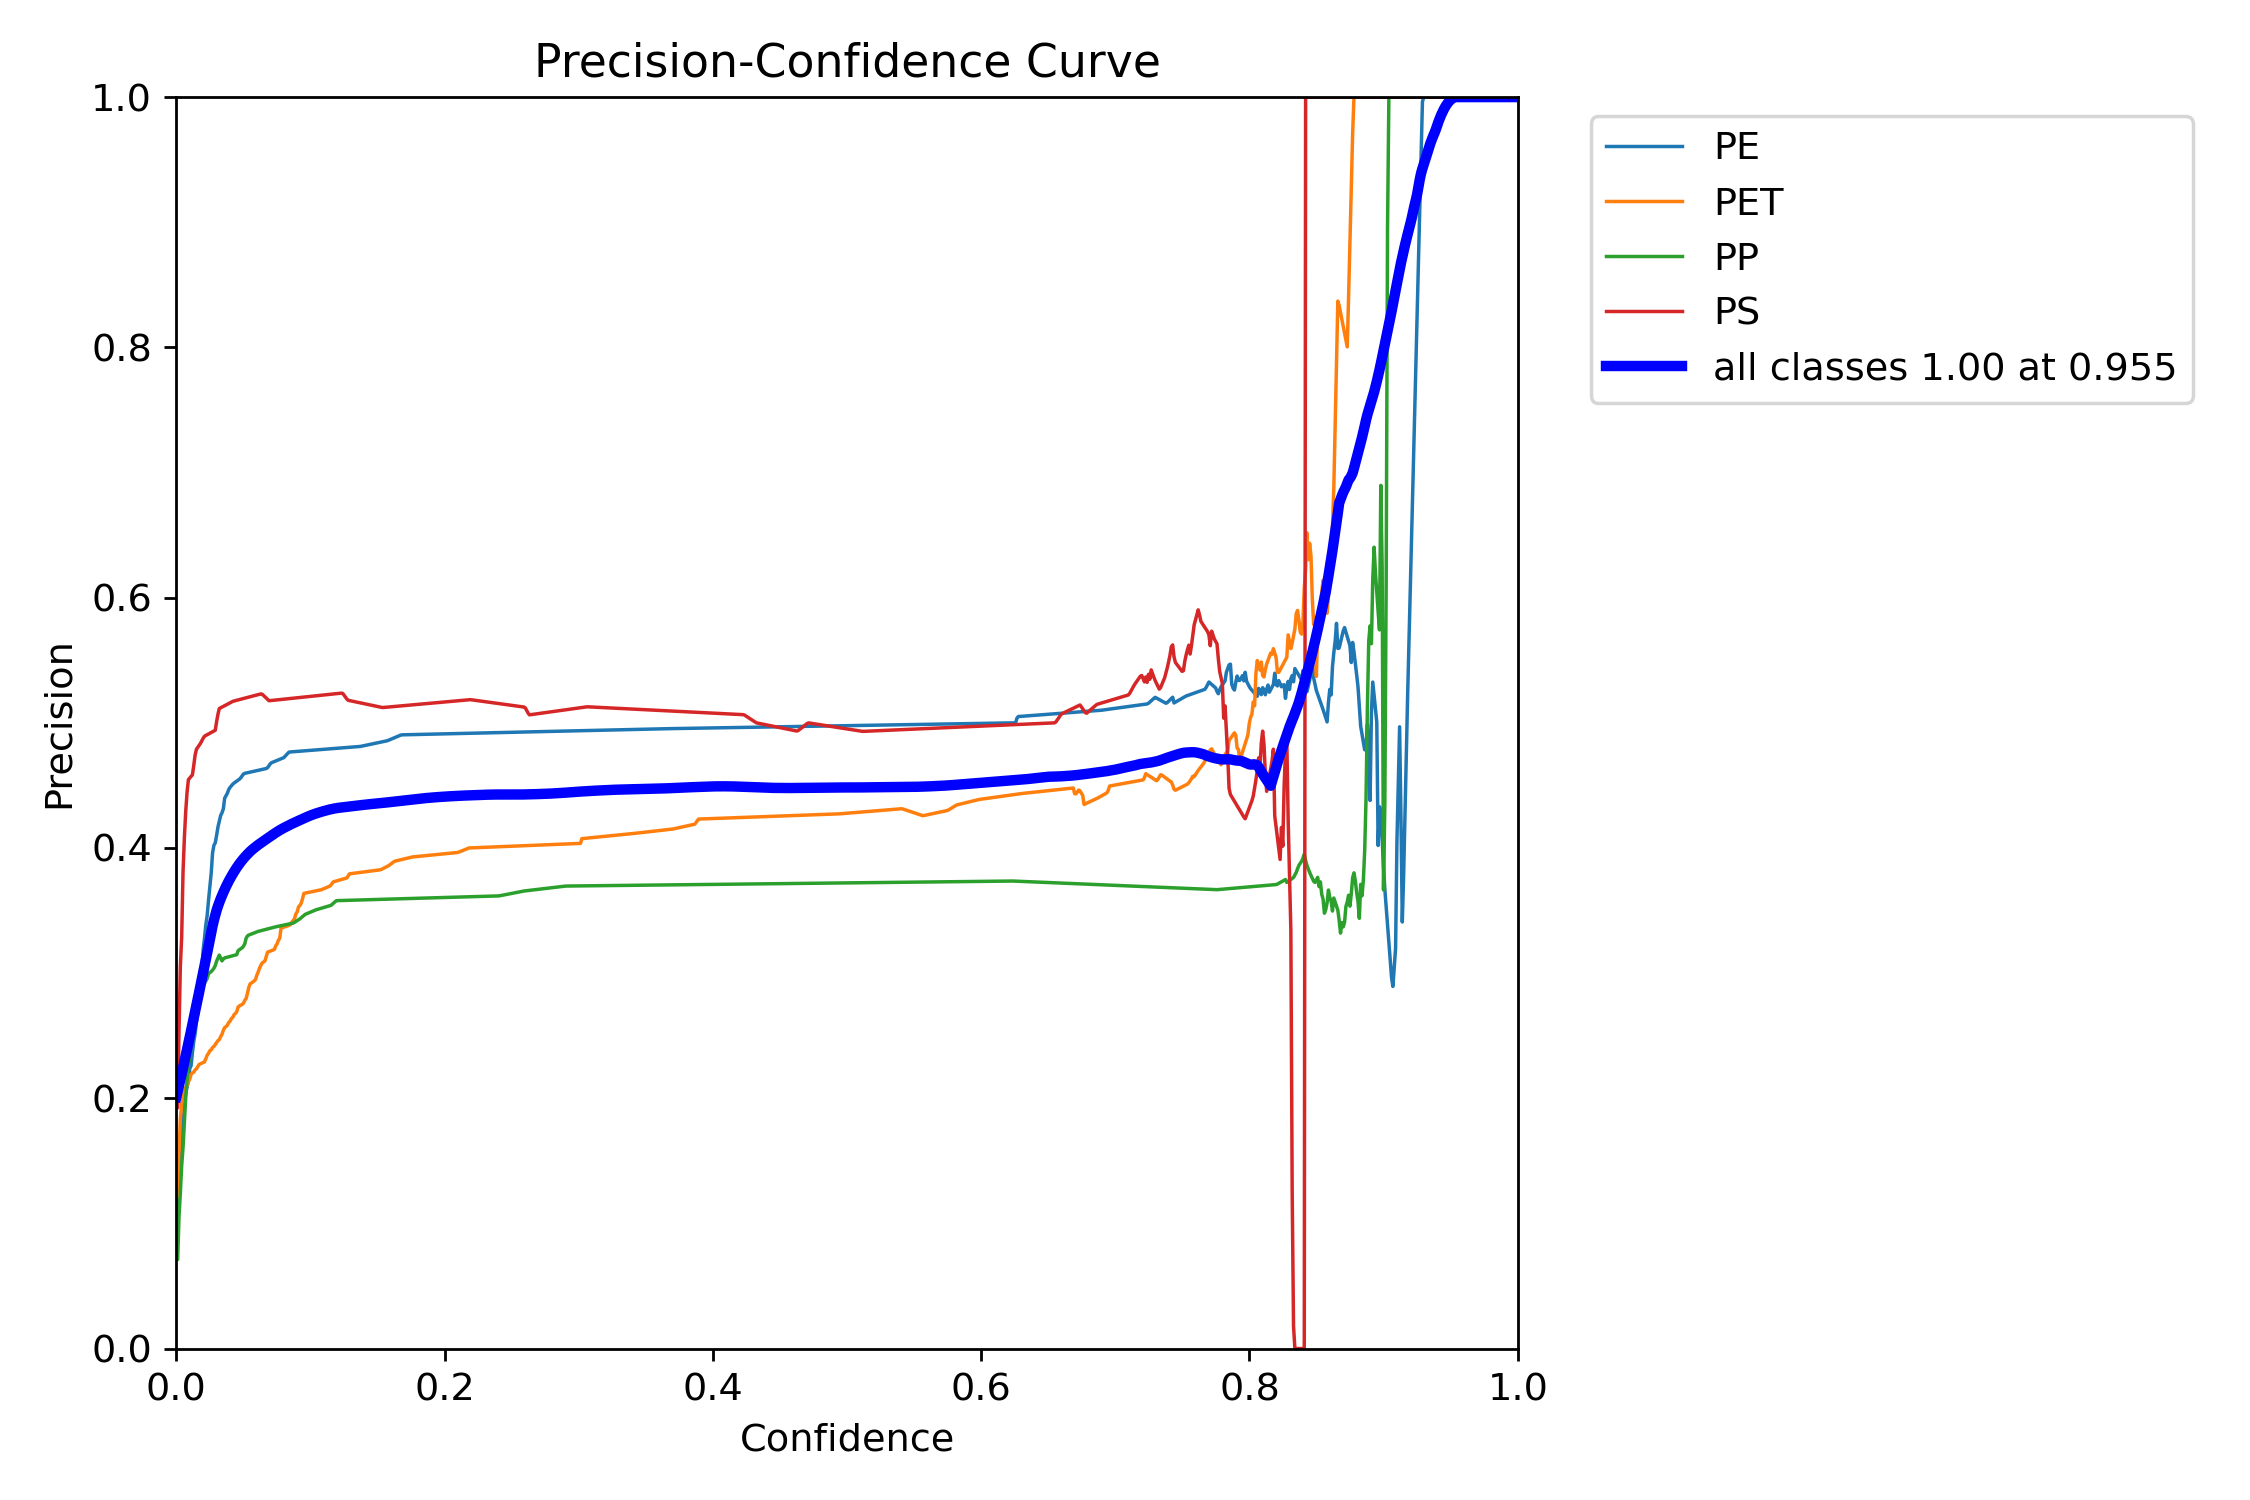 Precision-Confidence Curve
1.0
0.8
0.6
0.4
0.2
0.0
Precision
0.0 0.2 0.4 0.6 0.8 1.0
Confidence
PE
PET
PP
PS
all classes 1.00 at 0.955